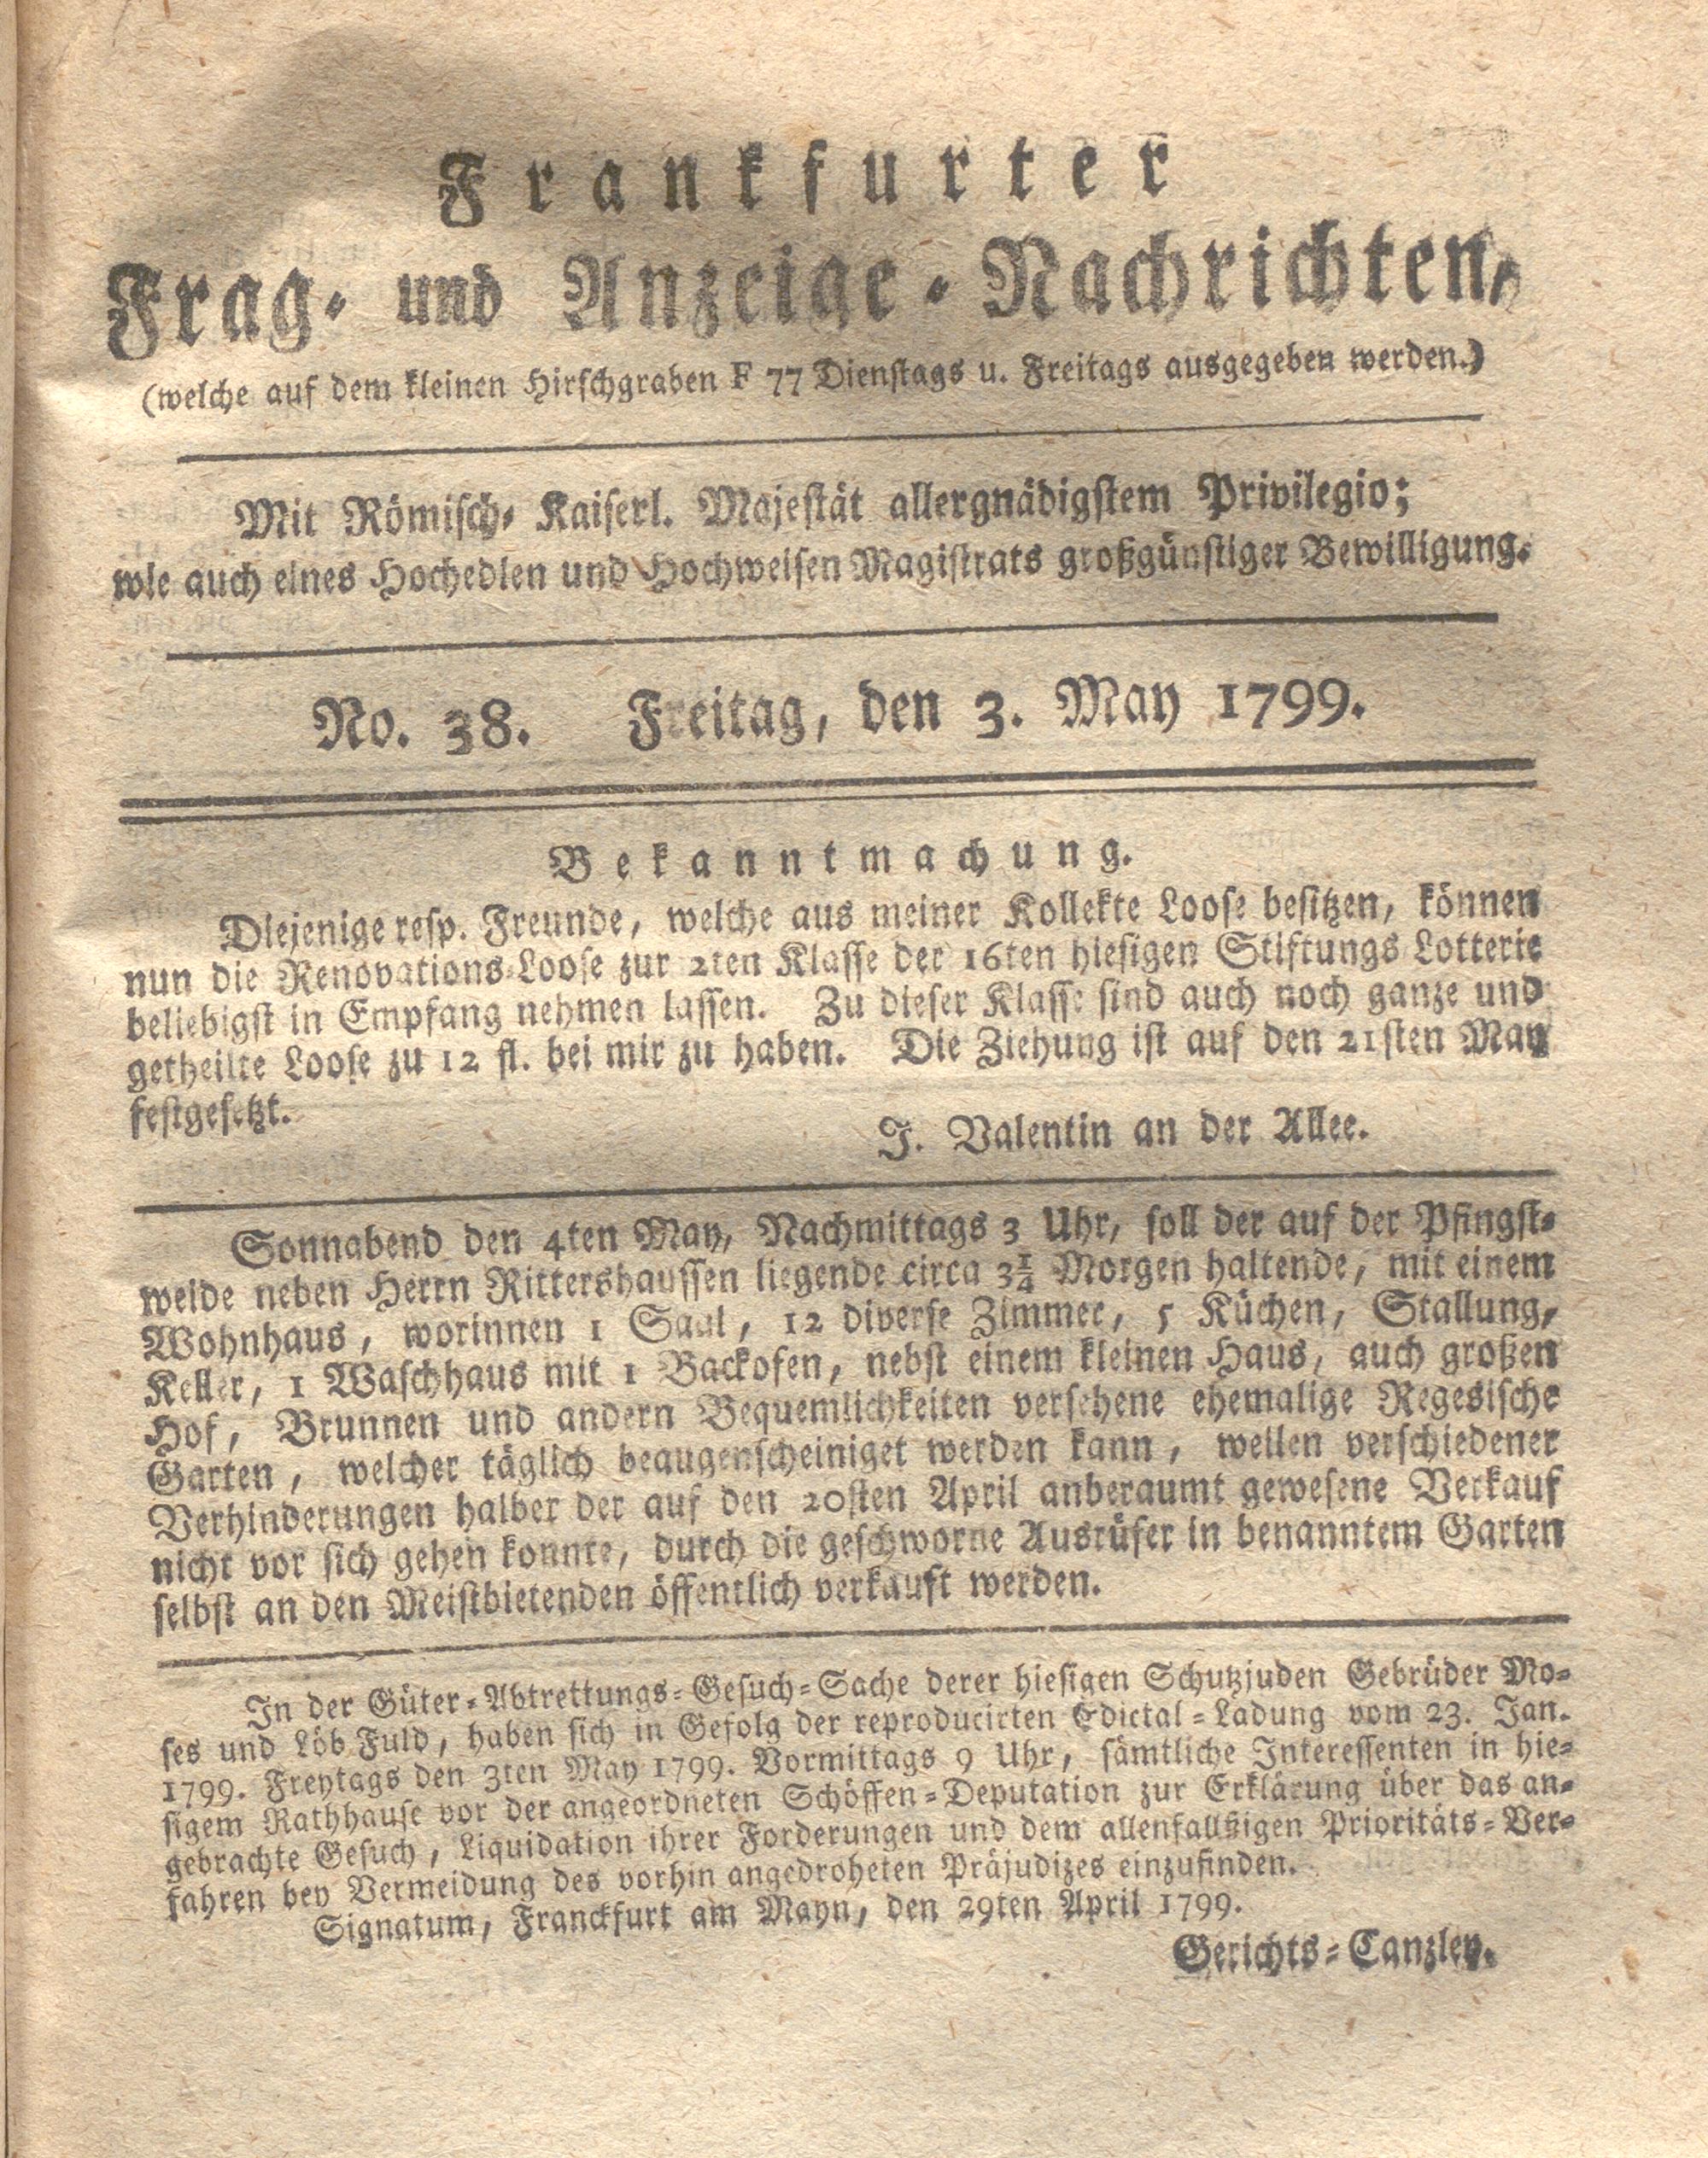 Frankfurter
Frag- und Anzeige-Nachrichten,
(welche auf dem kleinen Hirschgraben F 77 Dienstags u. Freitags ausgegeben werden.)
Mit Römisch-Kaiserl. Majestät allergnädigstem Privilegio;
wie auch eines Hochedlen und Hochweisen Magistrats großgünstiger Bewilligung.
No. 38. Freitag, den 3. May 1799.
Bekanntmachung.
Diejenige resp. Freunde, welche aus meiner Kollekte Loose besitzen, können
nun die Renovations-Loose zur 2ten Klasse der 16ten hiesigen Stiftungs Lotterie
beliebigst in Empfang nehmen lassen. Zu dieser Klasse sind auch noch ganze und
getheilte Loose zu 12 fl. bei mir zu haben. Die Ziehung ist auf den 21sten May
festgesetzt.
J. Valentin an der Allee.
Sonnabend den 4ten May, Nachmittags 3 Uhr, soll der auf der Pfingst-
weide neben Herrn Rittershaussen liegende circa 3¼ Morgen haltende, mit einem
Wohnhaus, worinnen 1 Saal, 12 diverse Zimmer, 5 Küchen, Stallung,
Keller, 1 Waschhaus mit 1 Backofen, nebst einem kleinen Haus, auch großen
Hof, Brunnen und andern Bequemlichkeiten versehene ehemalige Regesische
Garten, welcher täglich beaugenscheiniget werden kann, weilen verschiedener
Verhinderungen halber der auf den 20sten April anberaumt gewesene Verkauf
nicht vor sich gehen konnte, durch die geschworne Ausrüfer in benanntem Garten
selbst an den Meistbietenden öffentlich verkauft werden.
In der Güter-Abtrettungs-Gesuch-Sache derer hiesigen Schutzjuden Gebrüder Mo-
ses und Löb Fuld, haben sich in Gefolg der reproducirten Edictal-Ladung vom 23. Jan.
1799. Freytags den 3ten May 1799. Vormittags 9 Uhr, sämtliche Interessenten in hie-
sigem Rathhause vor der angeordneten Schöffen-Deputation zur Erklärung über das an-
gebrachte Gesuch, Liquidation ihrer Forderungen und dem allenfallßigen Prioritäts-Ver-
fahren bey Vermeidung des vorhin angedroheten Präjudizes einzufinden.
Signatum, Franckfurt am Mayn, den 29ten April 1799.
Gerichts-Canzley.